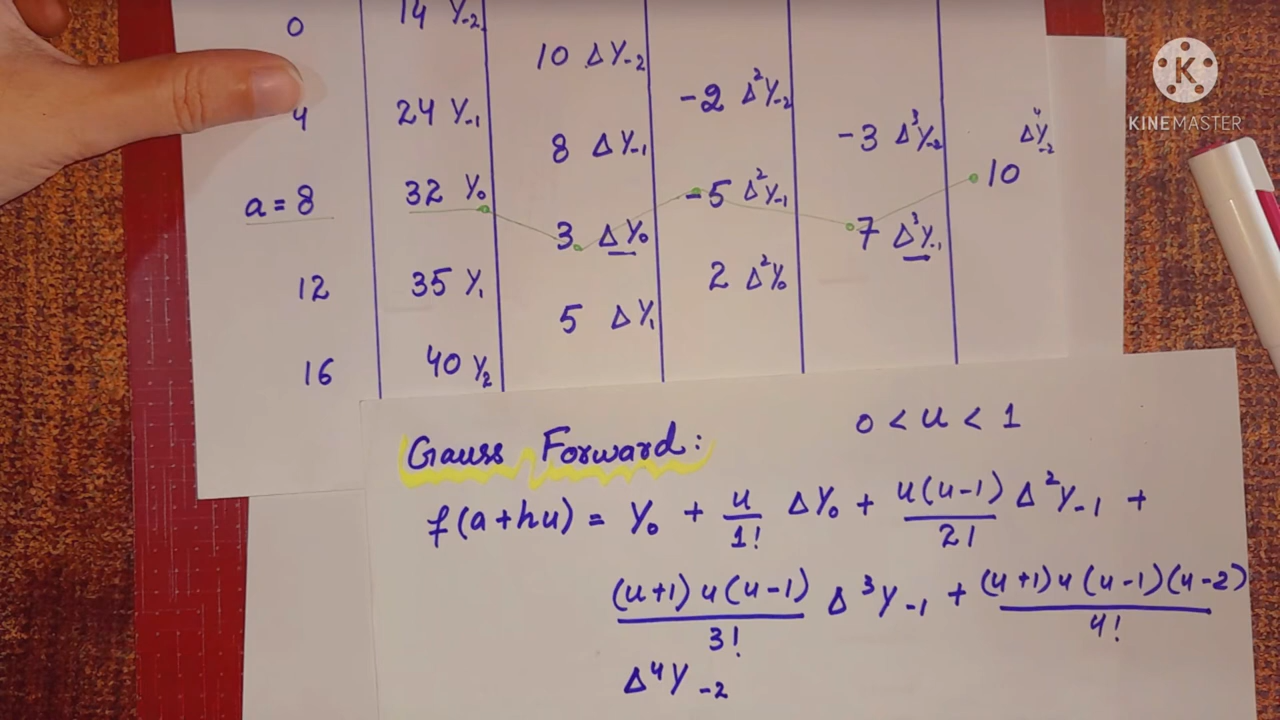 0 14 Y₋₂
10 ΔY₋₂
-2 Δ²Y₋₂
4 24 Y₋₁ -3 Δ³Y₋₂ Δ⁴Y₋₂
8 ΔY₋₁ 10
a = 8 32 Y₀ -5 Δ²Y₋₁
3 ΔY₀ 7 Δ³Y₋₁
12 35 Y₁ 2 Δ²Y₀
5 ΔY₁
16 40 Y₂
Gauss Forward: 0 < u < 1
f(a+hu) = Y₀ + u/1! ΔY₀ + u(u-1)/2! Δ²Y₋₁ +
(u+1)u(u-1)/3! Δ³Y₋₁ + (u+1)u(u-1)(u-2)/4!
Δ⁴Y₋₂
K
KINEMASTER